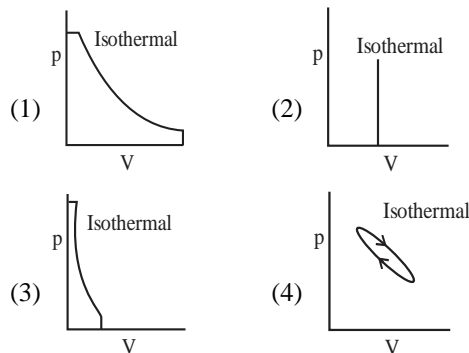 Isothermal
p
(1)
V
Isothermal
p
(2)
V
Isothermal
p
(3)
V
Isothermal
p
(4)
V